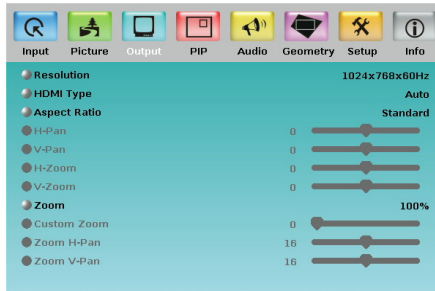 Input Picture Output PIP Audio Geometry Setup Info
Resolution 1024x768x60Hz
HDMI Type Auto
Aspect Ratio Standard
H-Pan 0
V-Pan 0
H-Zoom 0
V-Zoom 0
Zoom 100%
Custom Zoom 0
Zoom H-Pan 16
Zoom V-Pan 16